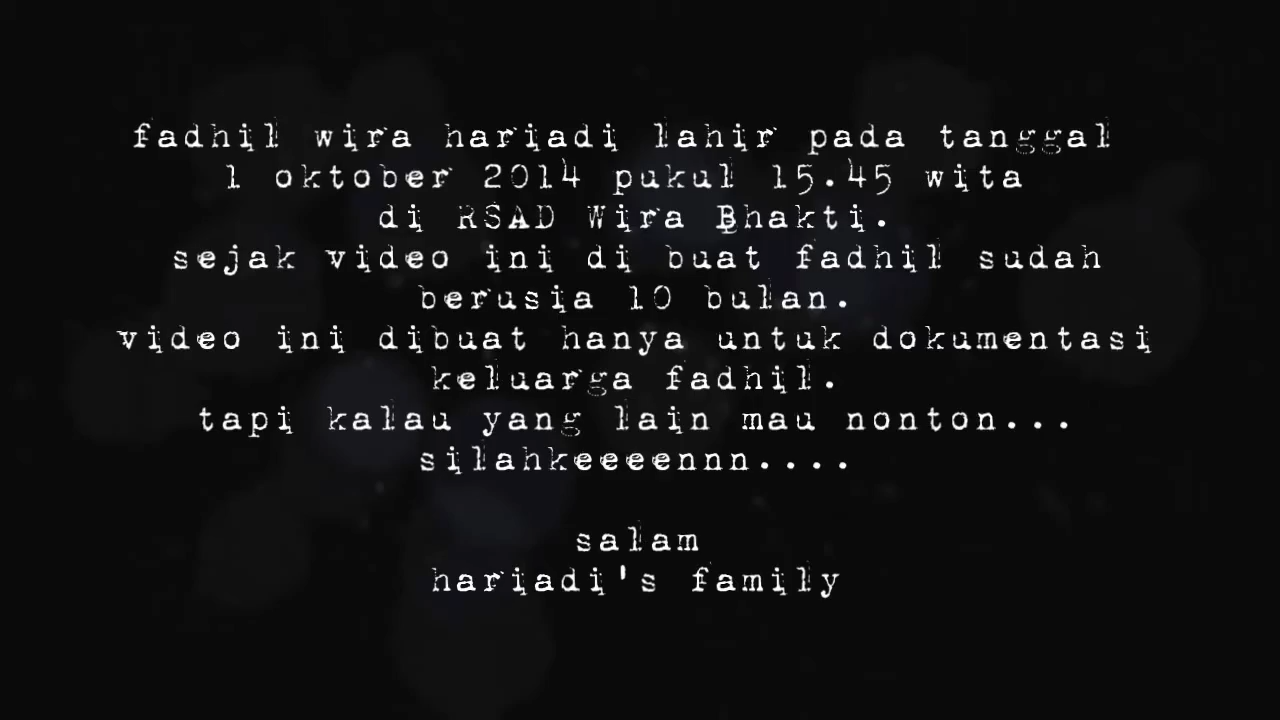 fadhil wira hariadi lahir pada tanggal
1 oktober 2014 pukul 15.45 wita
di RSAD Wira Bhakti.
sejak video ini di buat fadhil sudah
berusia 10 bulan.
video ini dibuat hanya untuk dokumentasi
keluarga fadhil.
tapi kalau yang lain mau nonton...
silahkeeeennn....
salam
hariadi's family